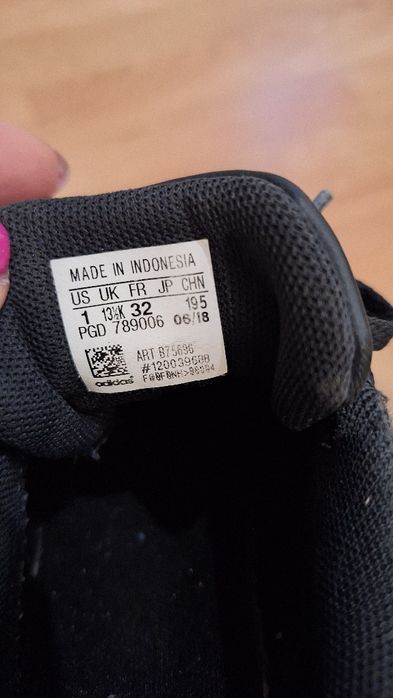 MADE IN INDONESIA
US UK FR JP CHN
1 13½K 32 195
PGD 789006 06/18
ART B75696
#120039688
adidas